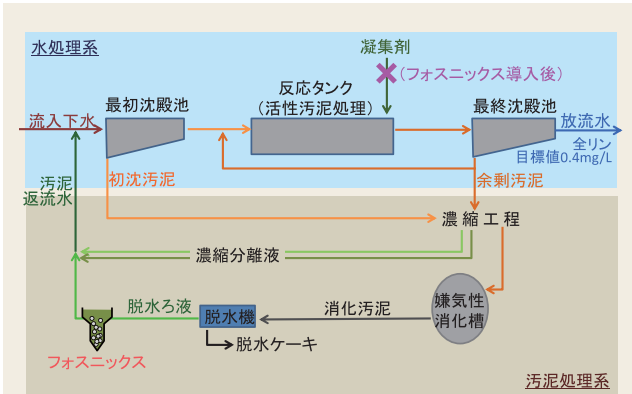 水処理系
凝集剤
(フォスニックス導入後)
反応タンク
(活性汚泥処理)
最初沈殿池
最終沈殿池
流入下水
放流水
全リン
目標値0.4mg/L
汚泥
返流水
初沈汚泥
余剰汚泥
濃縮工程
濃縮分離液
嫌気性
消化槽
消化汚泥
脱水ろ液
脱水機
脱水ケーキ
フォスニックス
汚泥処理系